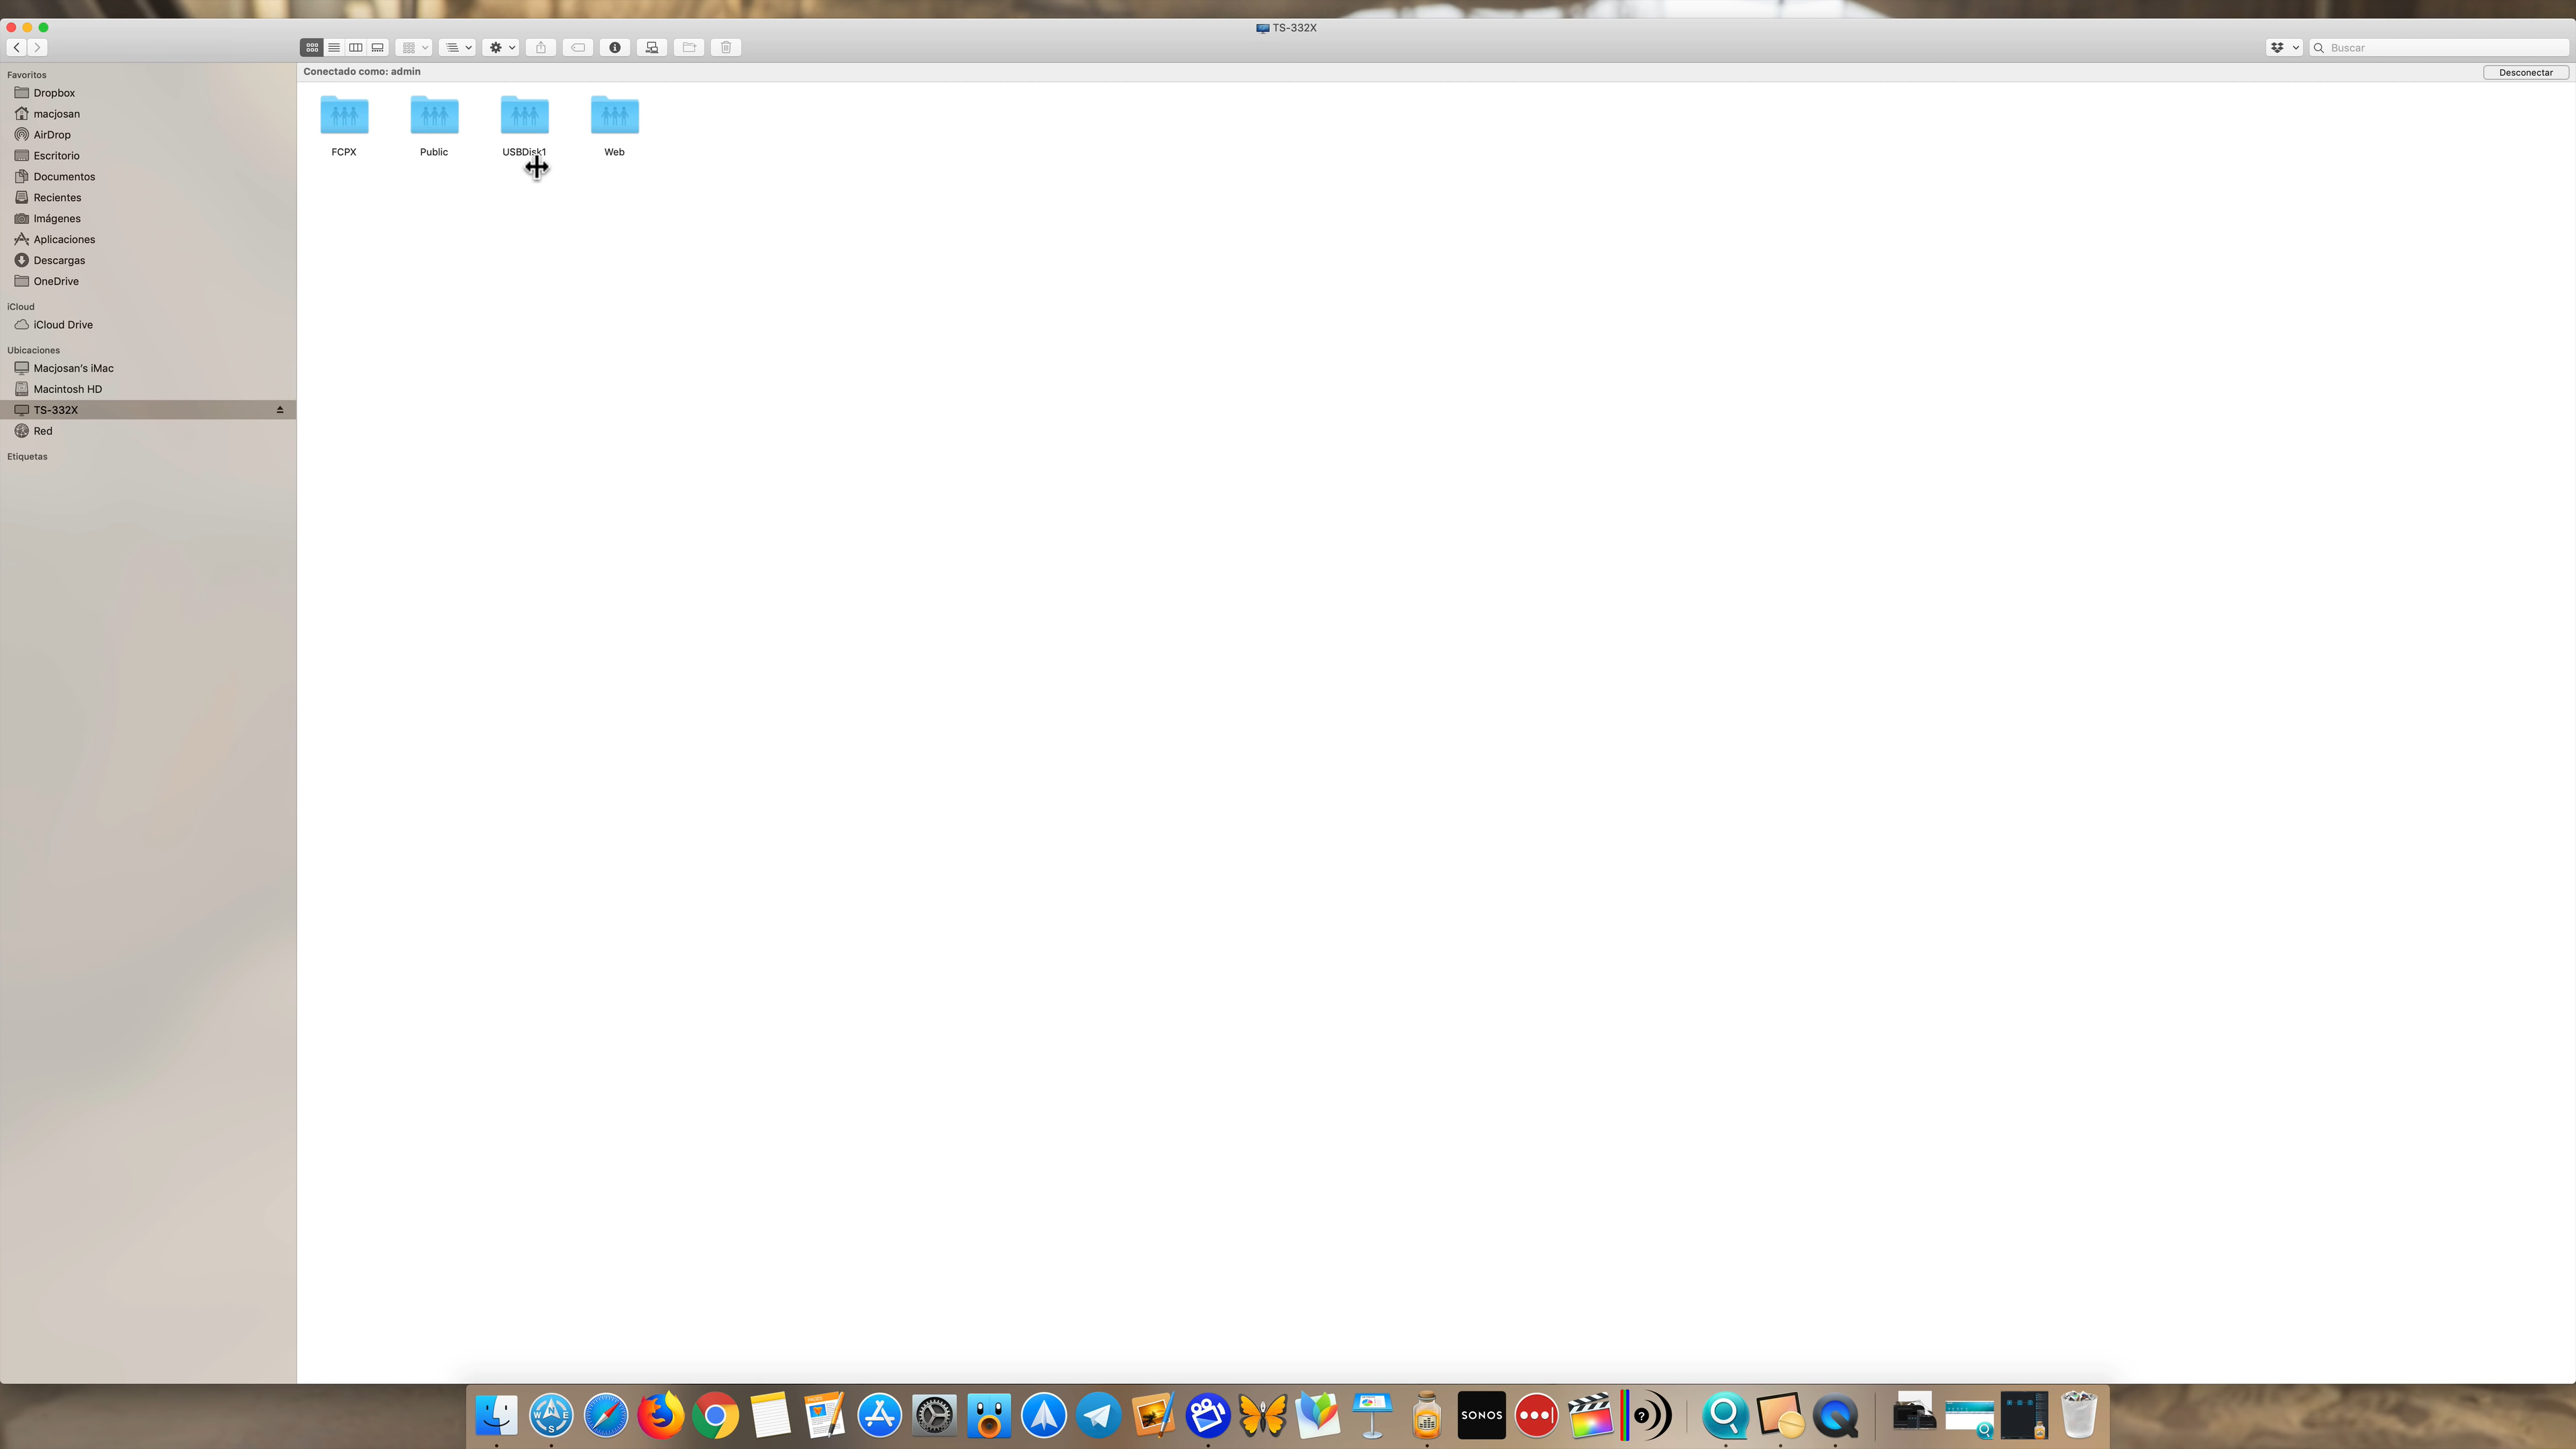 TS-332X
Buscar
Conectado como: admin
Desconectar
Favoritos
Dropbox
macjosan
AirDrop
Escritorio
Documentos
Recientes
Imágenes
Aplicaciones
Descargas
OneDrive
iCloud
iCloud Drive
Ubicaciones
Macjosan's iMac
Macintosh HD
TS-332X
Red
Etiquetas
FCPX
Public
USBDisk1
Web
SONOS